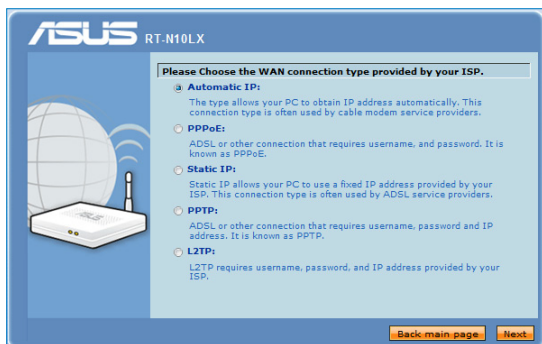 ASUS RT-N10LX
Please Choose the WAN connection type provided by your ISP.
Automatic IP:
The type allows your PC to obtain IP address automatically. This
connection type is often used by cable modem service providers.
PPPoE:
ADSL or other connection that requires username, and password. It is
known as PPPoE.
Static IP:
Static IP allows your PC to use a fixed IP address provided by your
ISP. This connection type is often used by ADSL service providers.
PPTP:
ADSL or other connection that requires username, password and IP
address. It is known as PPTP.
L2TP:
L2TP requires username, password, and IP address provided by your
ISP.
ASUS
Back main page Next